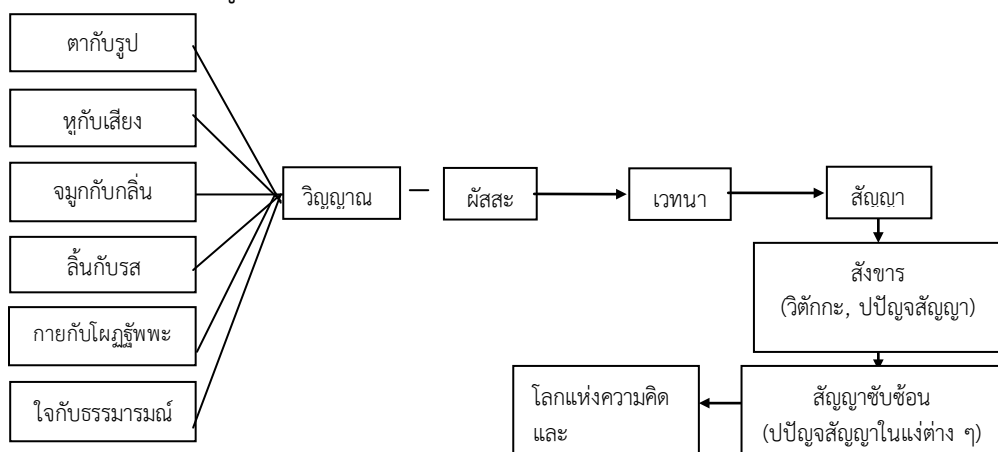 ตากับรูป
หูกับเสียง
จมูกกับกลิ่น
ลิ้นกับรส
กายกับโผฏฐัพพะ
ใจกับธรรมารมณ์
วิญญาณ
ผัสสะ
เวทนา
สัญญา
สังขาร
(วิตักกะ, ปปัญจสัญญา)
สัญญาซับซ้อน
(ปปัญจสัญญาในแง่ต่าง ๆ)
โลกแห่งความคิด
และ